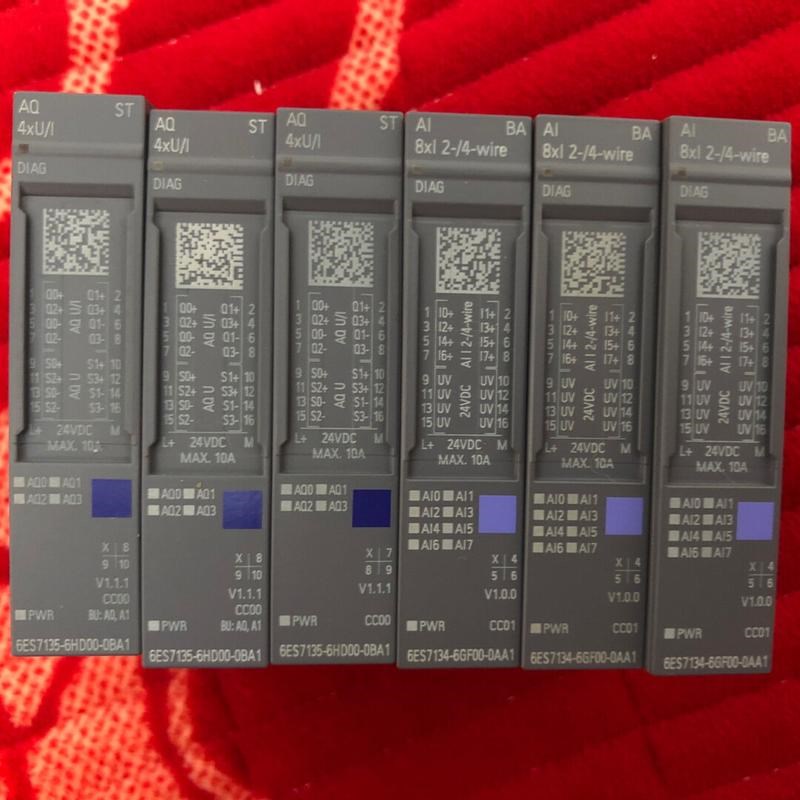 AQ ST
4xU/I
DIAG
1 Q0+ Q1+ 2
3 Q2+ Q3+ 4
5 Q0- Q1- 6
7 Q2- Q3- 8
AQ U/I
9 S0+ S1+ 10
11 S2+ S3+ 12
13 S0- S1- 14
15 S2- S3- 16
AQ U
L+ 24VDC M
MAX. 10A
AQ0 AQ1
AQ2 AQ3
X 8
9 10
V1.1.1
CC00
PWR BU: A0, A1
6ES7135-6HD00-0BA1
AQ ST
4xU/I
DIAG
1 Q0+ Q1+ 2
3 Q2+ Q3+ 4
5 Q0- Q1- 6
7 Q2- Q3- 8
AQ U/I
9 S0+ S1+ 10
11 S2+ S3+ 12
13 S0- S1- 14
15 S2- S3- 16
AQ U
L+ 24VDC M
MAX. 10A
AQ0 AQ1
AQ2 AQ3
X 8
9 10
V1.1.1
CC00
PWR BU: A0, A1
6ES7135-6HD00-0BA1
AQ ST
4xU/I
DIAG
1 Q0+ Q1+ 2
3 Q2+ Q3+ 4
5 Q0- Q1- 6
7 Q2- Q3- 8
AQ U/I
9 S0+ S1+ 10
11 S2+ S3+ 12
13 S0- S1- 14
15 S2- S3- 16
AQ U
L+ 24VDC M
MAX. 10A
AQ0 AQ1
AQ2 AQ3
X 7
8 9
PWR CC00
6ES7135-6HD00-0BA1
AI BA
8xI 2-/4-wire
DIAG
1 I0+ I1+ 2
3 I2+ I3+ 4
5 I4+ I5+ 6
7 I6+ I7+ 8
AI I 2-/4-wire
9 UV UV 10
11 UV UV 12
13 UV UV 14
15 UV UV 16
24VDC
L+ 24VDC M
MAX. 10A
AI0 AI1
AI2 AI3
AI4 AI5
AI6 AI7
X 4
5 6
V1.0.0
PWR CC01
6ES7134-6GF00-0AA1
AI BA
8xI 2-/4-wire
DIAG
1 I0+ I1+ 2
3 I2+ I3+ 4
5 I4+ I5+ 6
7 I6+ I7+ 8
AI I 2-/4-wire
9 UV UV 10
11 UV UV 12
13 UV UV 14
15 UV UV 16
24VDC
L+ 24VDC M
MAX. 10A
AI0 AI1
AI2 AI3
AI4 AI5
AI6 AI7
X 4
5 6
V1.0.0
PWR CC01
6ES7134-6GF00-0AA1
AI BA
8xI 2-/4-wire
DIAG
1 I0+ I1+ 2
3 I2+ I3+ 4
5 I4+ I5+ 6
7 I6+ I7+ 8
AI I 2-/4-wire
9 UV UV 10
11 UV UV 12
13 UV UV 14
15 UV UV 16
24VDC
L+ 24VDC M
MAX. 10A
AI0 AI1
AI2 AI3
AI4 AI5
AI6 AI7
X 4
5 6
V1.0.0
PWR CC01
6ES7134-6GF00-0AA1